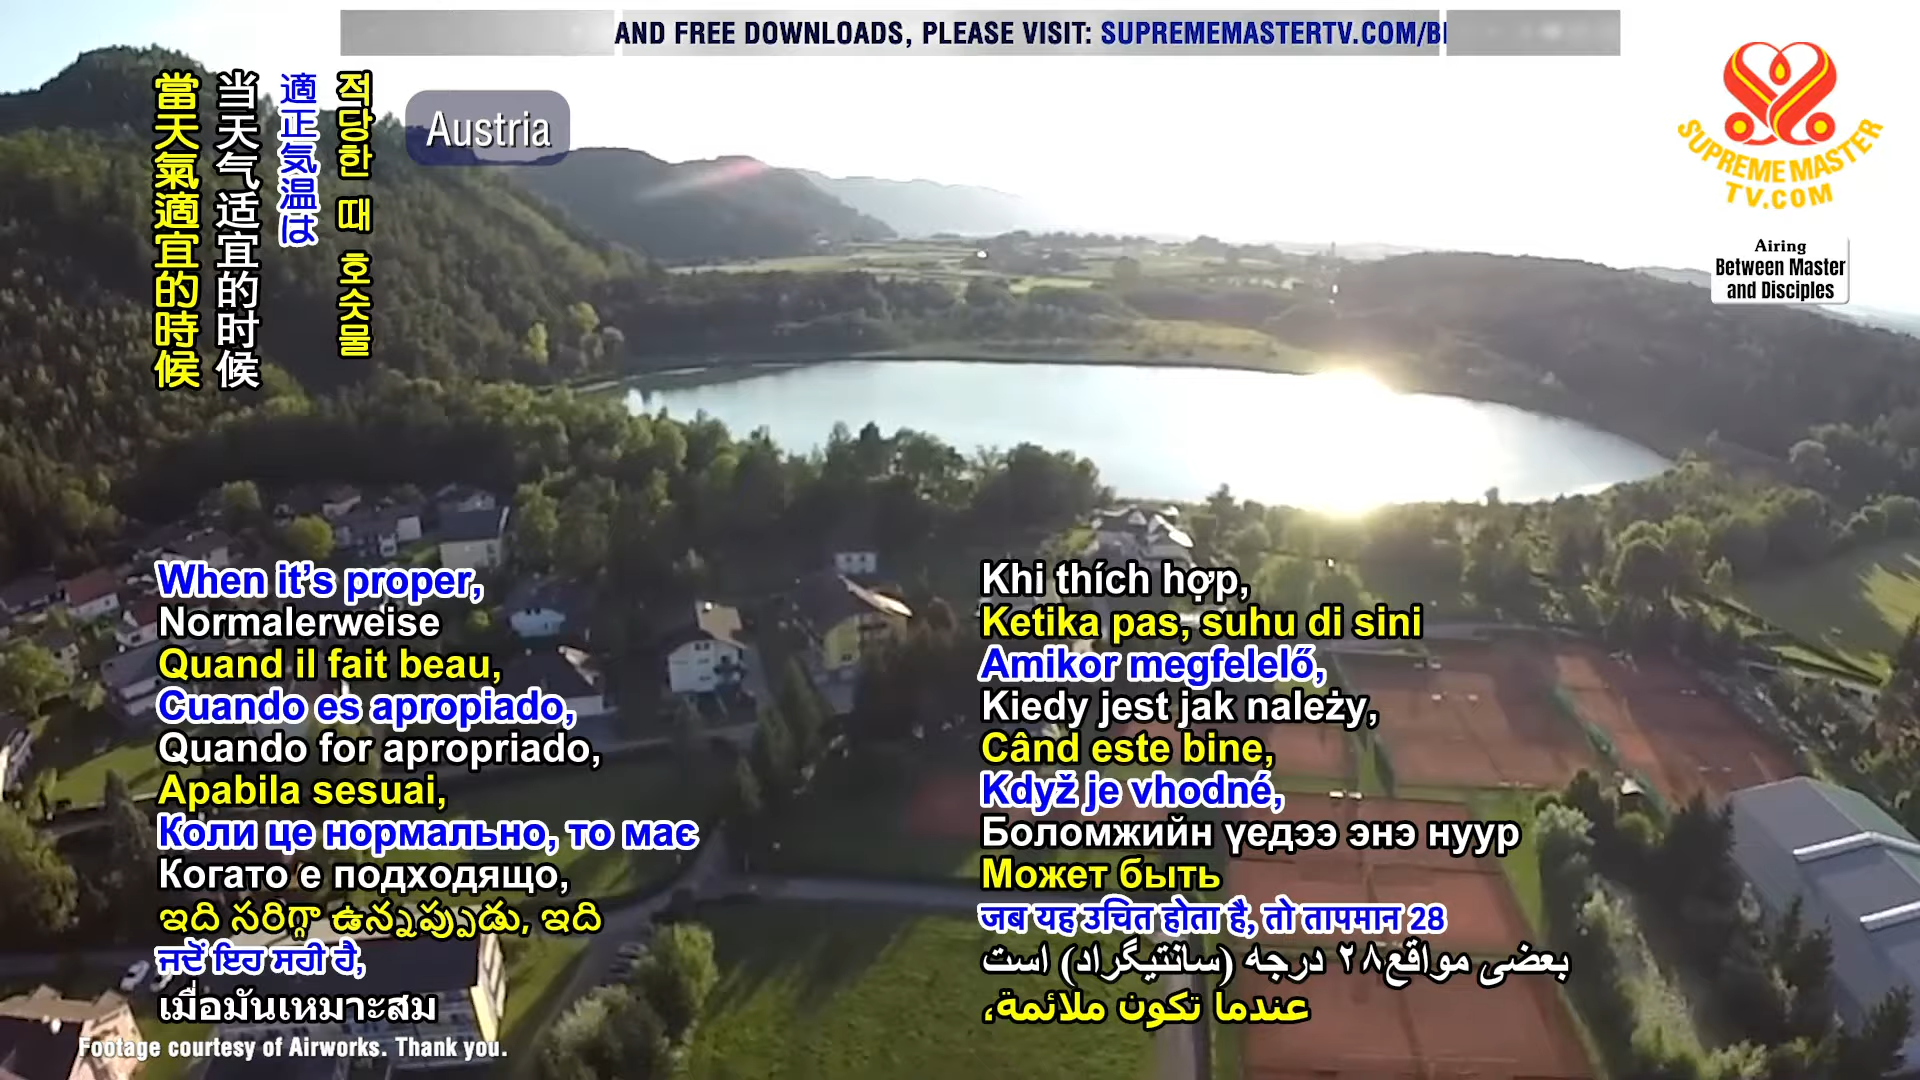 AND FREE DOWNLOADS, PLEASE VISIT: SUPREMEMASTERTV.COM/
當天氣適宜的時候
当天气适宜的时候
適正気温は
적당한 때 호숫물
Austria
SUPREME MASTER
TV.COM
Airing
Between Master
and Disciples
When it’s proper,
Normalerweise
Quand il fait beau,
Cuando es apropiado,
Quando for apropriado,
Apabila sesuai,
Коли це нормально, то має
Когато е подходящо,
ఇది సరిగ్గా ఉన్నప్పుడు, ఇది
ਜਦੋਂ ਇਹ ਸਹੀ ਹੈ,
เมื่อมันเหมาะสม
Khi thích hợp,
Ketika pas, suhu di sini
Amikor megfelelő,
Kiedy jest jak należy,
Când este bine,
Když je vhodné,
Боломжийн үедээ энэ нуур
Может быть
जब यह उचित होता है, तो तापमान 28
بعضی مواقع۲۸ درجه (سانتیگراد) است
عندما تكون ملائمة،
Footage courtesy of Airworks. Thank you.